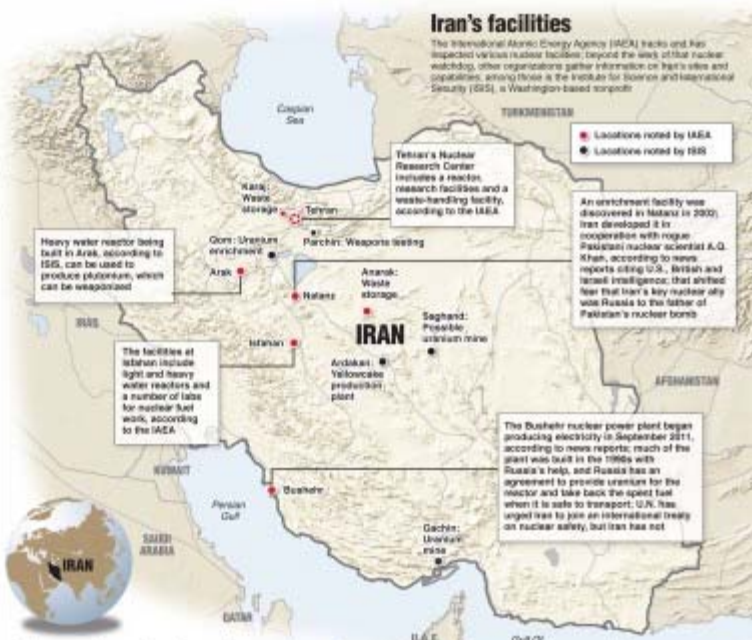 Iran's facilities
The International Atomic Energy Agency (IAEA) tracks and has
inspected various nuclear facilities; beyond the work of that nuclear
watchdog, other organizations gather information on Iran's sites and
capabilities; among those is the Institute for Science and International
Security (ISIS), a Washington-based nonprofit
TURKMENISTAN
Locations noted by IAEA
Locations noted by ISIS
Caspian
Sea
Tehran's Nuclear
Research Center
includes a reactor,
research facilities and a
waste-handling facility,
according to the IAEA
Karaj:
Waste
storage
Tehran
Parchin: Weapons testing
Qom: Uranium
enrichment
Arak
Heavy water reactor being
built in Arak, according to
ISIS, can be used to
produce plutonium, which
can be weaponized
An enrichment facility was
discovered in Natanz in 2002;
Iran developed it in
cooperation with rogue
Pakistani nuclear scientist A.Q.
Khan, according to news
reports citing U.S., British and
Israeli intelligence; that shifted
fear that Iran's key nuclear ally
was Russia to the father of
Pakistan's nuclear bomb
Natanz
Anarak:
Waste
storage
IRAQ
IRAN
Saghand:
Possible
uranium mine
Isfahan
Ardakan:
Yellowcake
production
plant
The facilities at
Isfahan include
light and heavy
water reactors and
a number of labs
for nuclear fuel
work, according
to the IAEA
AFGHANISTAN
The Bushehr nuclear power plant began
producing electricity in September 2011,
according to news reports; much of the
plant was built in the 1990s with
Russia's help, and Russia has an
agreement to provide uranium for the
reactor and take back the spent fuel
when it is safe to transport; U.N. has
urged Iran to join an international treaty
on nuclear safety, but Iran has not
KUWAIT
Bushehr
Persian
Gulf
SAUDI
ARABIA
Gachin:
Uranium
mine
IRAN
QATAR
U.A.E.